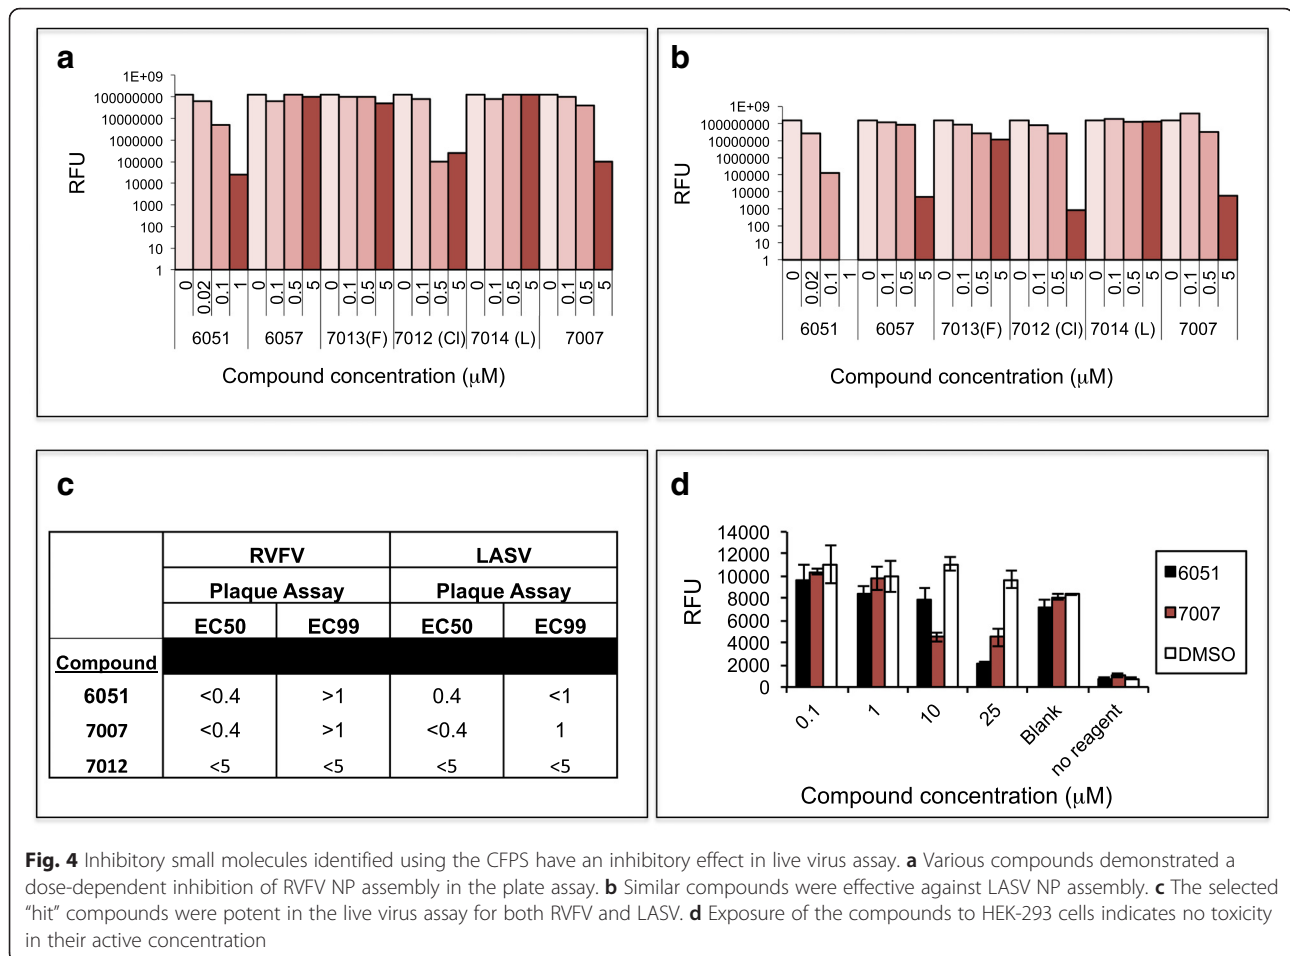 a
1E+09
100000000
10000000
1000000
100000
10000
1000
100
10
1
RFU
0 0.02 0.1 1 0 0.1 0.5 5 0 0.1 0.5 5 0 0.1 0.5 5 0 0.1 0.5 5 0 0.1 0.5 5
6051 6057 7013(F) 7012 (Cl) 7014 (L) 7007
Compound concentration (μM)
b
1E+09
100000000
10000000
1000000
100000
10000
1000
100
10
1
RFU
0 0.02 0.1 1 0 0.1 0.5 5 0 0.1 0.5 5 0 0.1 0.5 5 0 0.1 0.5 5 0 0.1 0.5 5
6051 6057 7013(F) 7012 (Cl) 7014 (L) 7007
Compound concentration (μM)
c
RVFV LASV
Plaque Assay Plaque Assay
EC50 EC99 EC50 EC99
Compound
6051 <0.4 >1 0.4 <1
7007 <0.4 >1 <0.4 1
7012 <5 <5 <5 <5
d
14000
12000
10000
8000
6000
4000
2000
0
RFU
0.1 1 10 25 Blank no reagent
Compound concentration (μM)
6051
7007
DMSO
Fig. 4 Inhibitory small molecules identified using the CFPS have an inhibitory effect in live virus assay. a Various compounds demonstrated a
dose-dependent inhibition of RVFV NP assembly in the plate assay. b Similar compounds were effective against LASV NP assembly. c The selected
“hit” compounds were potent in the live virus assay for both RVFV and LASV. d Exposure of the compounds to HEK-293 cells indicates no toxicity
in their active concentration